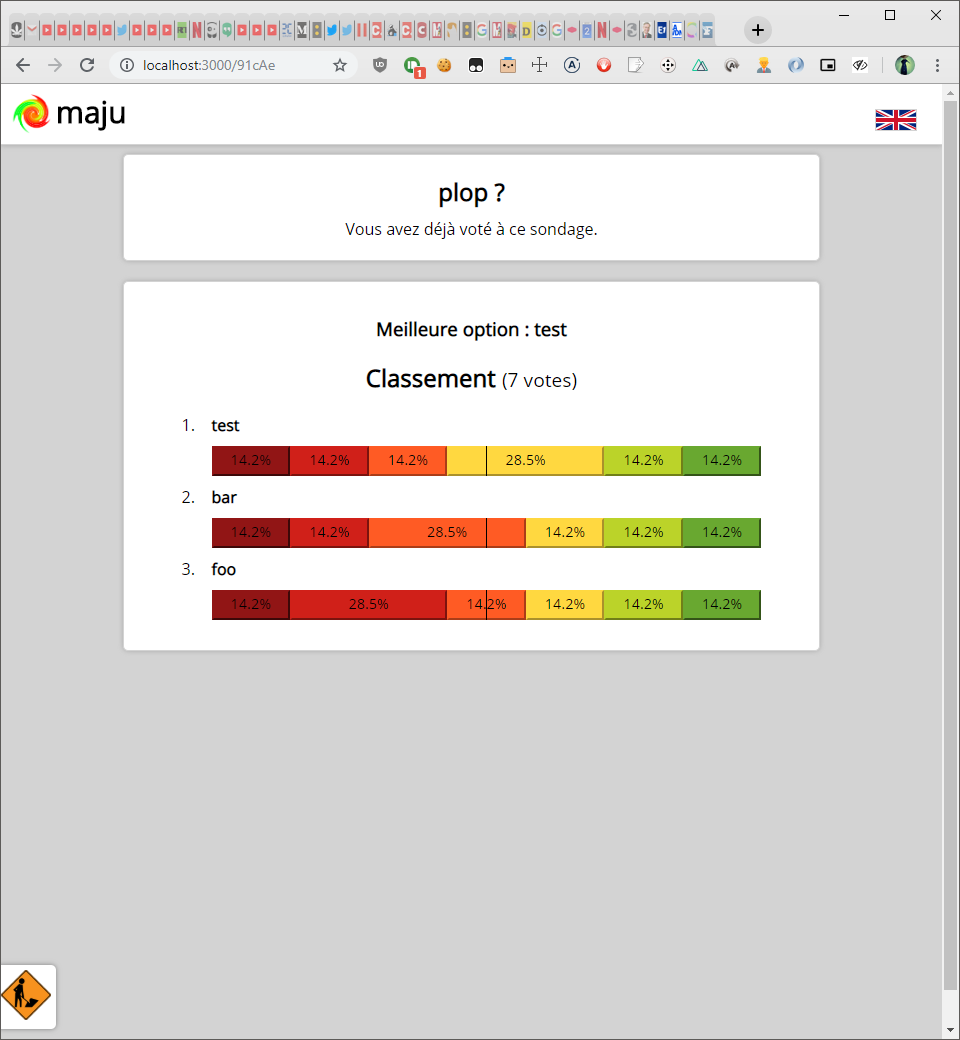 localhost:3000/91cAe
1
maju
plop ?
Vous avez déjà voté à ce sondage.
Meilleure option : test
Classement (7 votes)
1. test
14.2% 14.2% 14.2% 28.5% 14.2% 14.2%
2. bar
14.2% 14.2% 28.5% 14.2% 14.2% 14.2%
3. foo
14.2% 28.5% 14.2% 14.2% 14.2% 14.2%